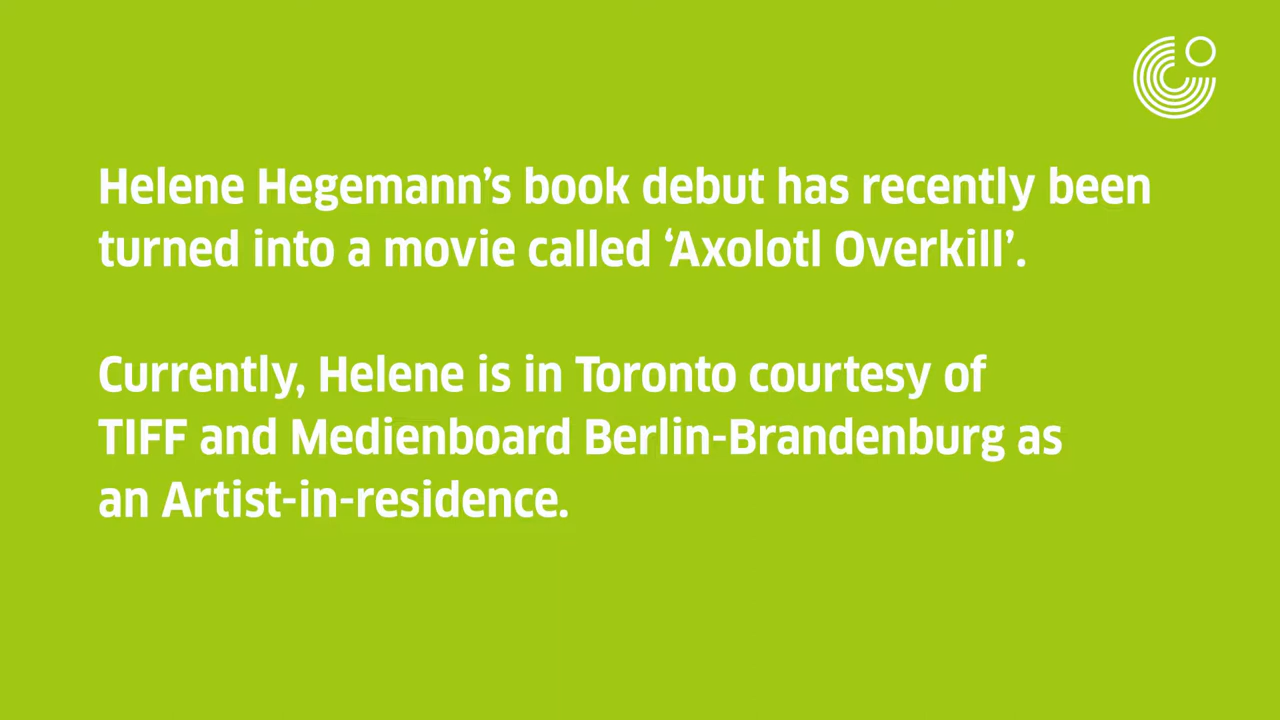 Helene Hegemann’s book debut has recently been
turned into a movie called ‘Axolotl Overkill’.
Currently, Helene is in Toronto courtesy of
TIFF and Medienboard Berlin-Brandenburg as
an Artist-in-residence.